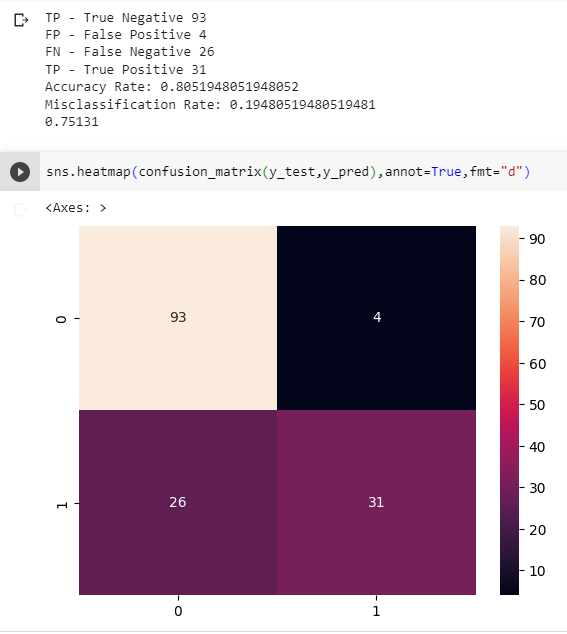 TP - True Negative 93
FP - False Positive 4
FN - False Negative 26
TP - True Positive 31
Accuracy Rate: 0.8051948051948052
Misclassification Rate: 0.19480519480519481
0.75131
sns.heatmap(confusion_matrix(y_test,y_pred),annot=True,fmt="d")
<Axes: >
90
80
70
60
50
40
30
20
10
0
93
4
1
26
31
0
1